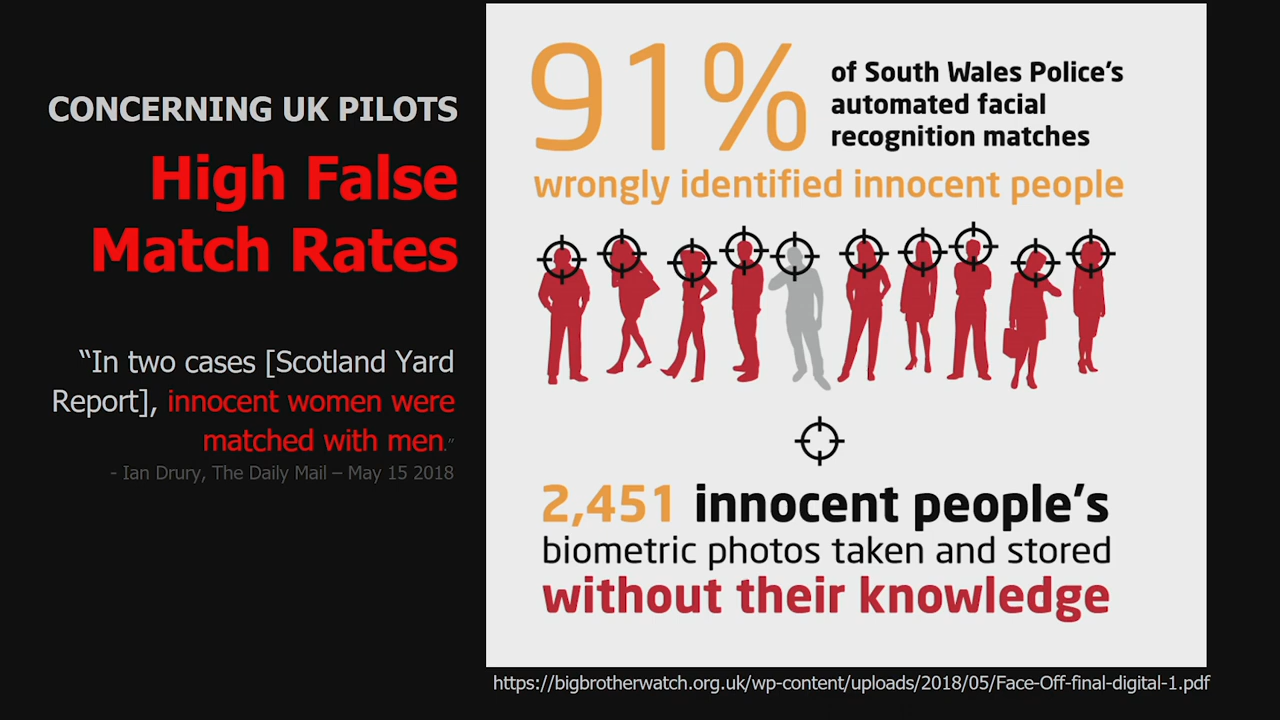 CONCERNING UK PILOTS
High False
Match Rates
“In two cases [Scotland Yard
Report], innocent women were
matched with men.”
- Ian Drury, The Daily Mail – May 15 2018
91%
of South Wales Police’s
automated facial
recognition matches
wrongly identified innocent people
2,451 innocent people’s
biometric photos taken and stored
without their knowledge
https://bigbrotherwatch.org.uk/wp-content/uploads/2018/05/Face-Off-final-digital-1.pdf